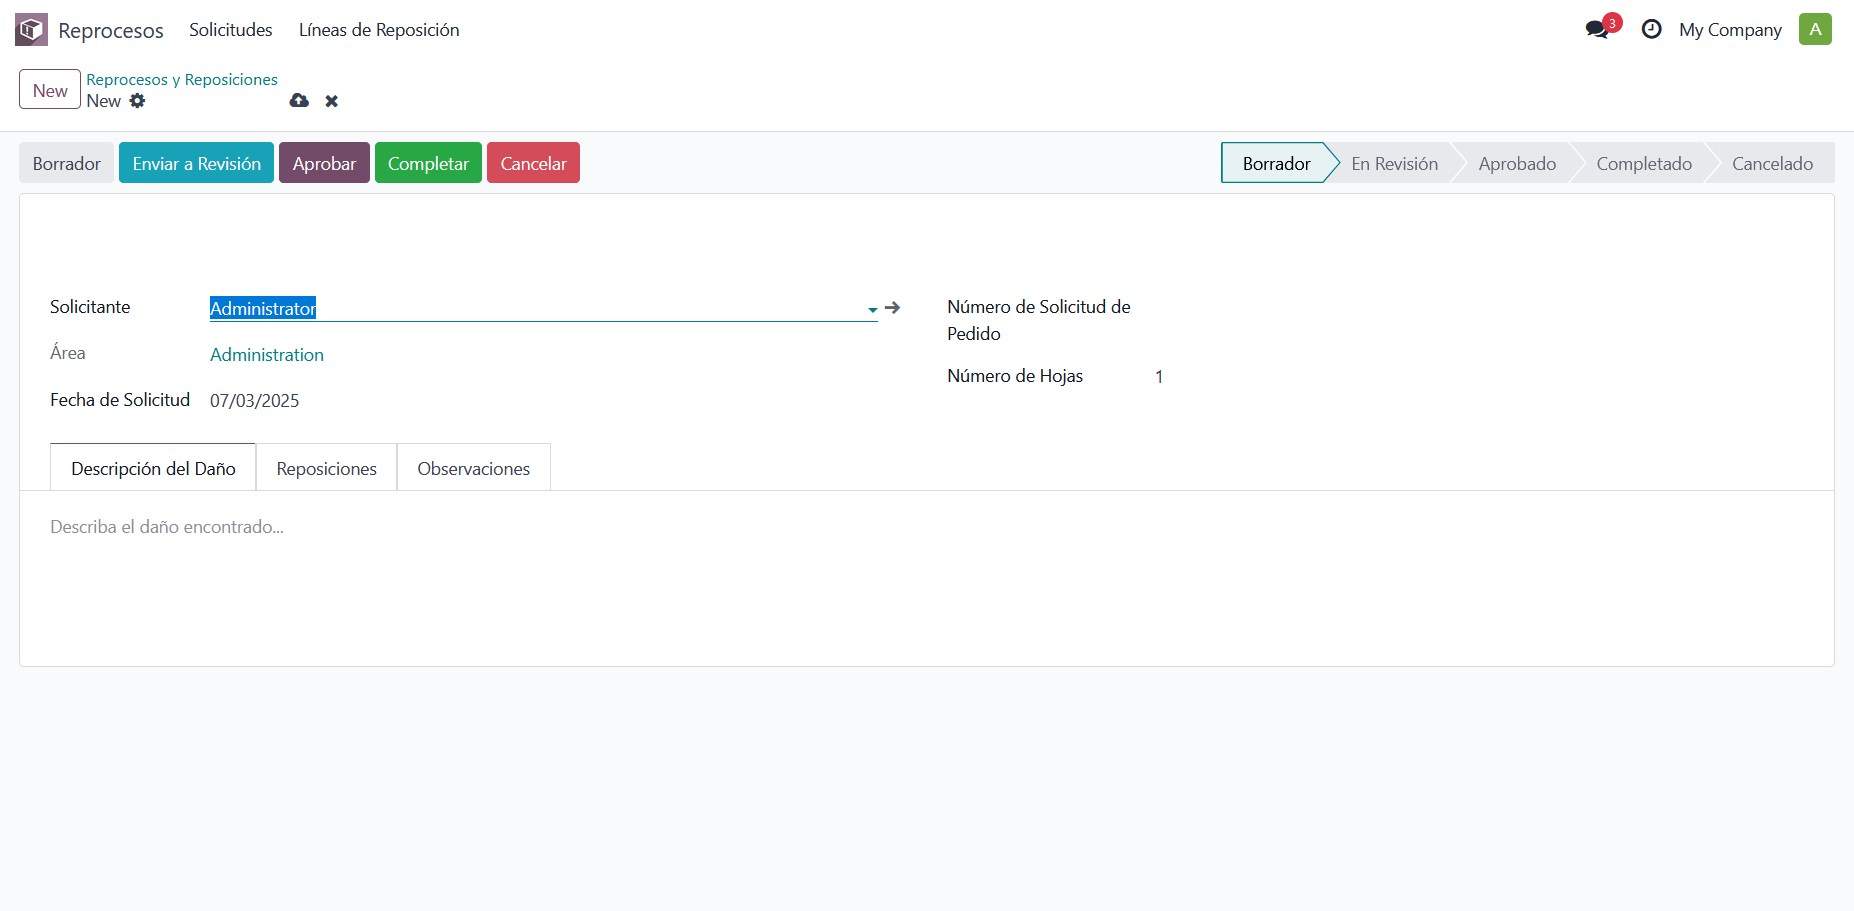 Reprocesos Solicitudes Líneas de Reposición 3 My Company A
New Reprocesos y Reposiciones
New
Borrador Enviar a Revisión Aprobar Completar Cancelar Borrador En Revisión Aprobado Completado Cancelado
Solicitante Administrator
Número de Solicitud de
Pedido
Área Administration
Número de Hojas 1
Fecha de Solicitud 07/03/2025
Descripción del Daño Reposiciones Observaciones
Describa el daño encontrado...